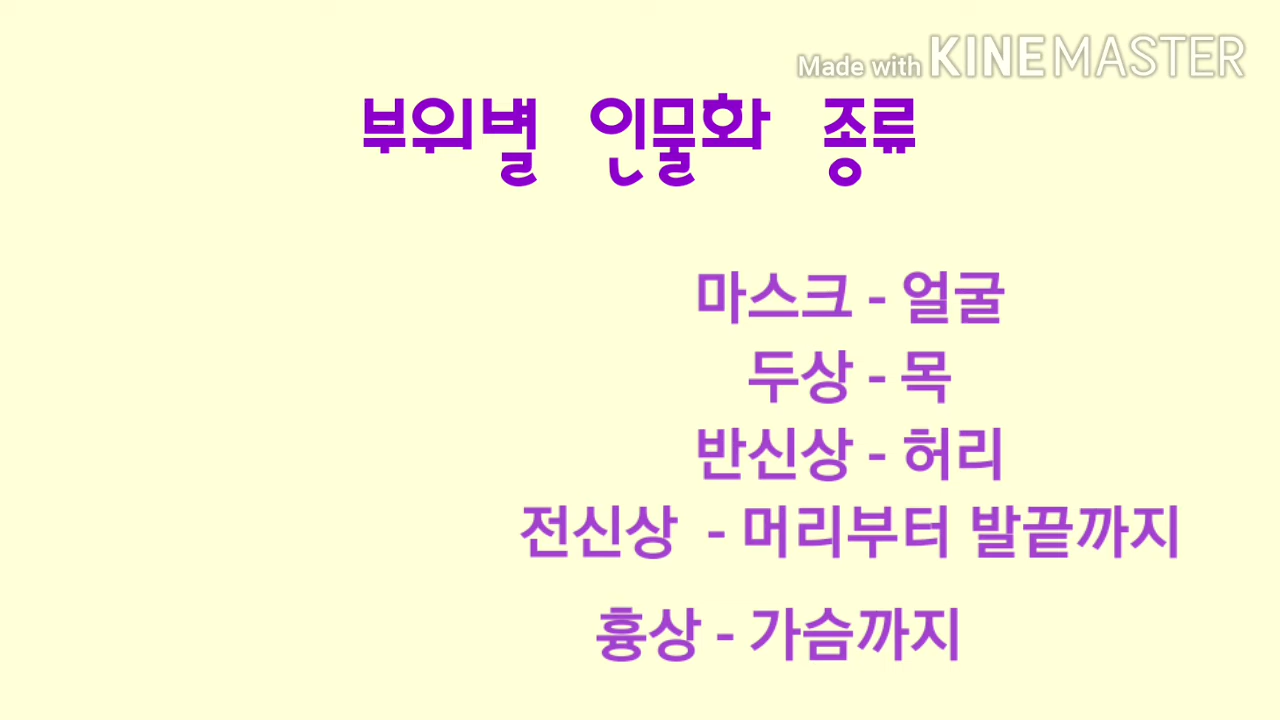 Made with KINEMASTER
부위별 인물화 종류
마스크 - 얼굴
두상 - 목
반신상 - 허리
전신상 - 머리부터 발끝까지
흉상 - 가슴까지